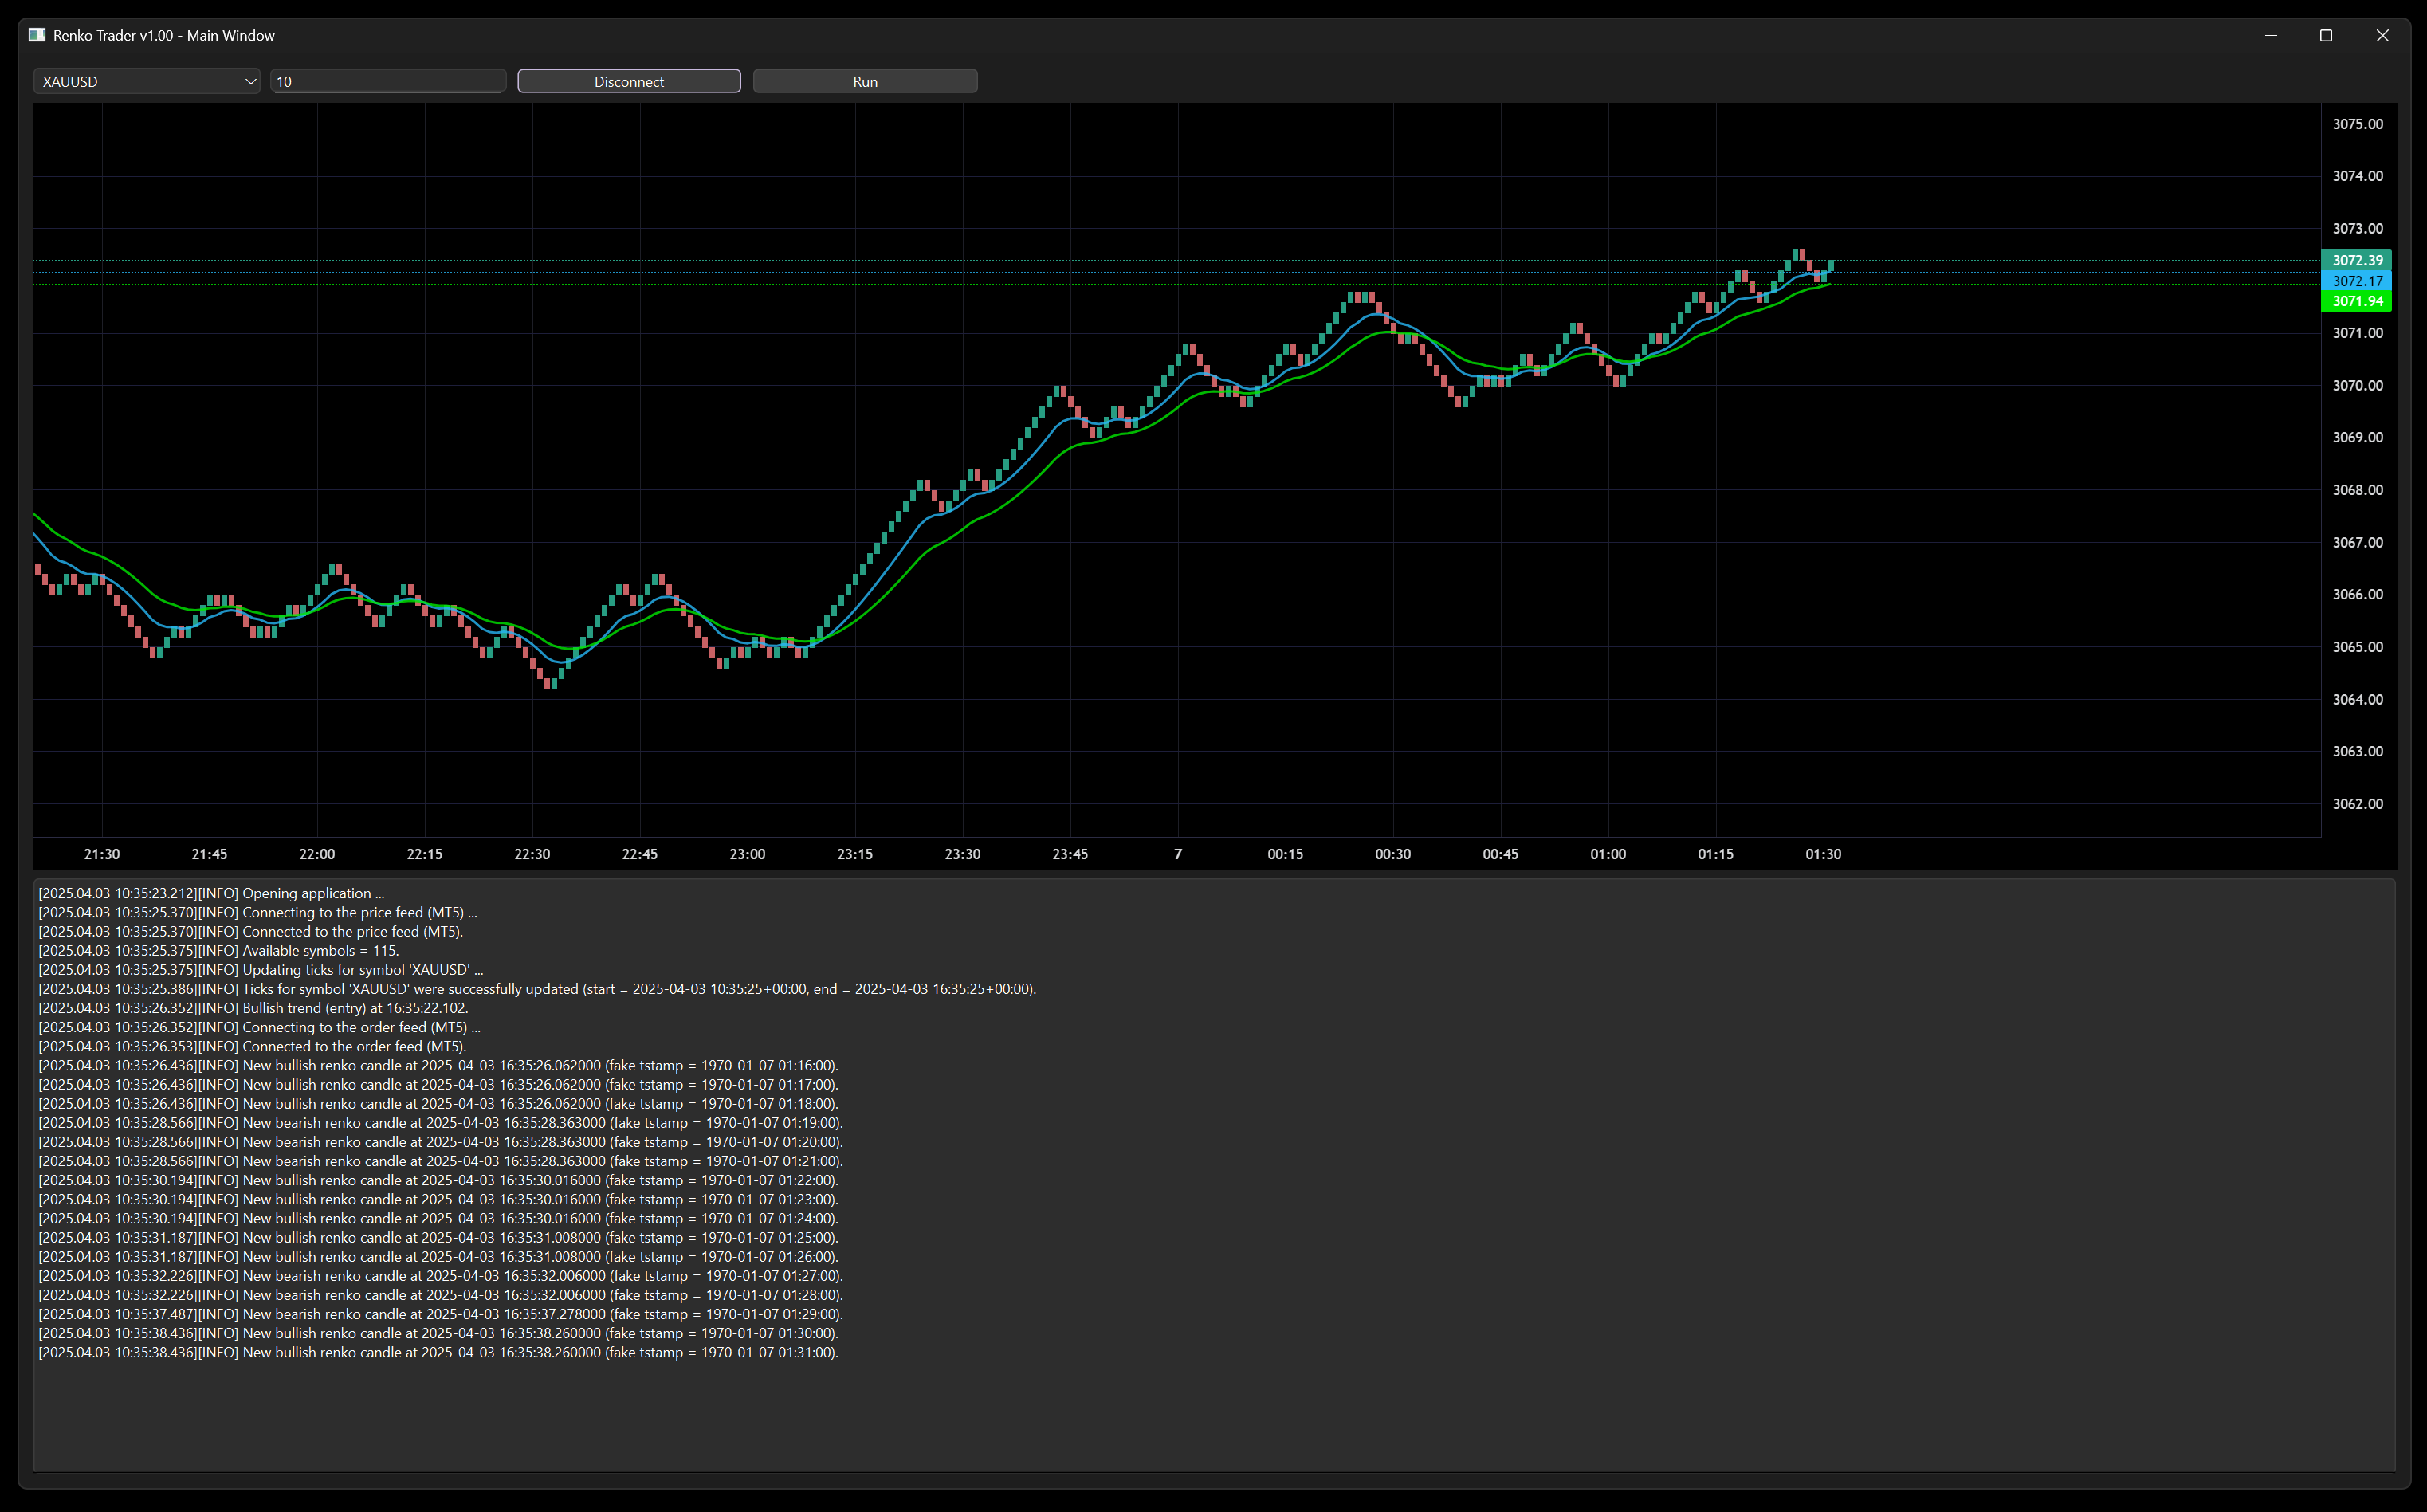 Renko Trader v1.00 - Main Window
XAUUSD 10 Disconnect Run
3075.00
3074.00
3073.00
3072.39
3072.17
3071.94
3071.00
3070.00
3069.00
3068.00
3067.00
3066.00
3065.00
3064.00
3063.00
3062.00
21:30 21:45 22:00 22:15 22:30 22:45 23:00 23:15 23:30 23:45 7 00:15 00:30 00:45 01:00 01:15 01:30
[2025.04.03 10:35:23.212][INFO] Opening application ...
[2025.04.03 10:35:25.370][INFO] Connecting to the price feed (MT5) ...
[2025.04.03 10:35:25.370][INFO] Connected to the price feed (MT5).
[2025.04.03 10:35:25.375][INFO] Available symbols = 115.
[2025.04.03 10:35:25.375][INFO] Updating ticks for symbol 'XAUUSD' ...
[2025.04.03 10:35:25.386][INFO] Ticks for symbol 'XAUUSD' were successfully updated (start = 2025-04-03 10:35:25+00:00, end = 2025-04-03 16:35:25+00:00).
[2025.04.03 10:35:26.352][INFO] Bullish trend (entry) at 16:35:22.102.
[2025.04.03 10:35:26.352][INFO] Connecting to the order feed (MT5) ...
[2025.04.03 10:35:26.353][INFO] Connected to the order feed (MT5).
[2025.04.03 10:35:26.436][INFO] New bullish renko candle at 2025-04-03 16:35:26.062000 (fake tstamp = 1970-01-07 01:16:00).
[2025.04.03 10:35:26.436][INFO] New bullish renko candle at 2025-04-03 16:35:26.062000 (fake tstamp = 1970-01-07 01:17:00).
[2025.04.03 10:35:26.436][INFO] New bullish renko candle at 2025-04-03 16:35:26.062000 (fake tstamp = 1970-01-07 01:18:00).
[2025.04.03 10:35:28.566][INFO] New bearish renko candle at 2025-04-03 16:35:28.363000 (fake tstamp = 1970-01-07 01:19:00).
[2025.04.03 10:35:28.566][INFO] New bearish renko candle at 2025-04-03 16:35:28.363000 (fake tstamp = 1970-01-07 01:20:00).
[2025.04.03 10:35:28.566][INFO] New bearish renko candle at 2025-04-03 16:35:28.363000 (fake tstamp = 1970-01-07 01:21:00).
[2025.04.03 10:35:30.194][INFO] New bullish renko candle at 2025-04-03 16:35:30.016000 (fake tstamp = 1970-01-07 01:22:00).
[2025.04.03 10:35:30.194][INFO] New bullish renko candle at 2025-04-03 16:35:30.016000 (fake tstamp = 1970-01-07 01:23:00).
[2025.04.03 10:35:30.194][INFO] New bullish renko candle at 2025-04-03 16:35:30.016000 (fake tstamp = 1970-01-07 01:24:00).
[2025.04.03 10:35:31.187][INFO] New bullish renko candle at 2025-04-03 16:35:31.008000 (fake tstamp = 1970-01-07 01:25:00).
[2025.04.03 10:35:31.187][INFO] New bullish renko candle at 2025-04-03 16:35:31.008000 (fake tstamp = 1970-01-07 01:26:00).
[2025.04.03 10:35:32.226][INFO] New bearish renko candle at 2025-04-03 16:35:32.006000 (fake tstamp = 1970-01-07 01:27:00).
[2025.04.03 10:35:32.226][INFO] New bearish renko candle at 2025-04-03 16:35:32.006000 (fake tstamp = 1970-01-07 01:28:00).
[2025.04.03 10:35:37.487][INFO] New bearish renko candle at 2025-04-03 16:35:37.278000 (fake tstamp = 1970-01-07 01:29:00).
[2025.04.03 10:35:38.436][INFO] New bullish renko candle at 2025-04-03 16:35:38.260000 (fake tstamp = 1970-01-07 01:30:00).
[2025.04.03 10:35:38.436][INFO] New bullish renko candle at 2025-04-03 16:35:38.260000 (fake tstamp = 1970-01-07 01:31:00).